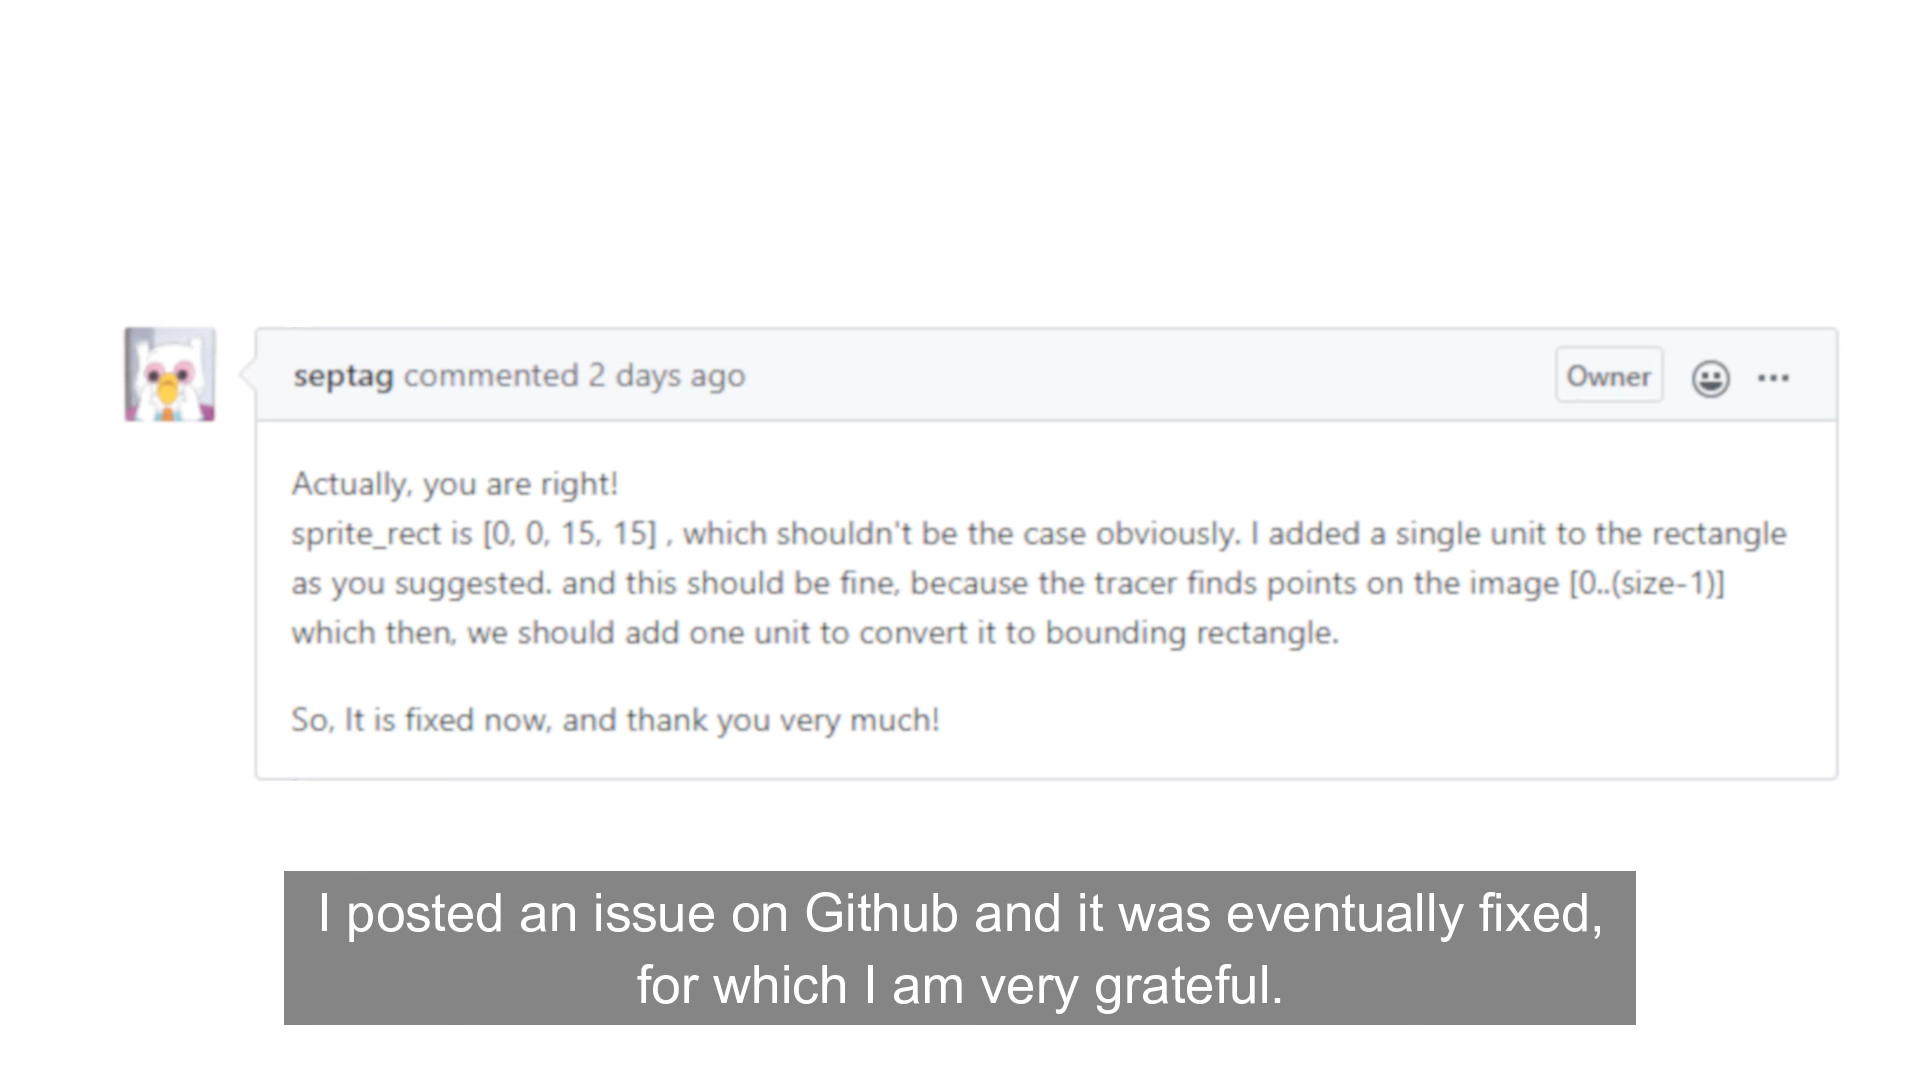 septag commented 2 days ago
Owner
Actually, you are right!
sprite_rect is [0, 0, 15, 15] , which shouldn't be the case obviously. I added a single unit to the rectangle
as you suggested. and this should be fine, because the tracer finds points on the image [0..(size-1)]
which then, we should add one unit to convert it to bounding rectangle.
So, It is fixed now, and thank you very much!
I posted an issue on Github and it was eventually fixed,
for which I am very grateful.